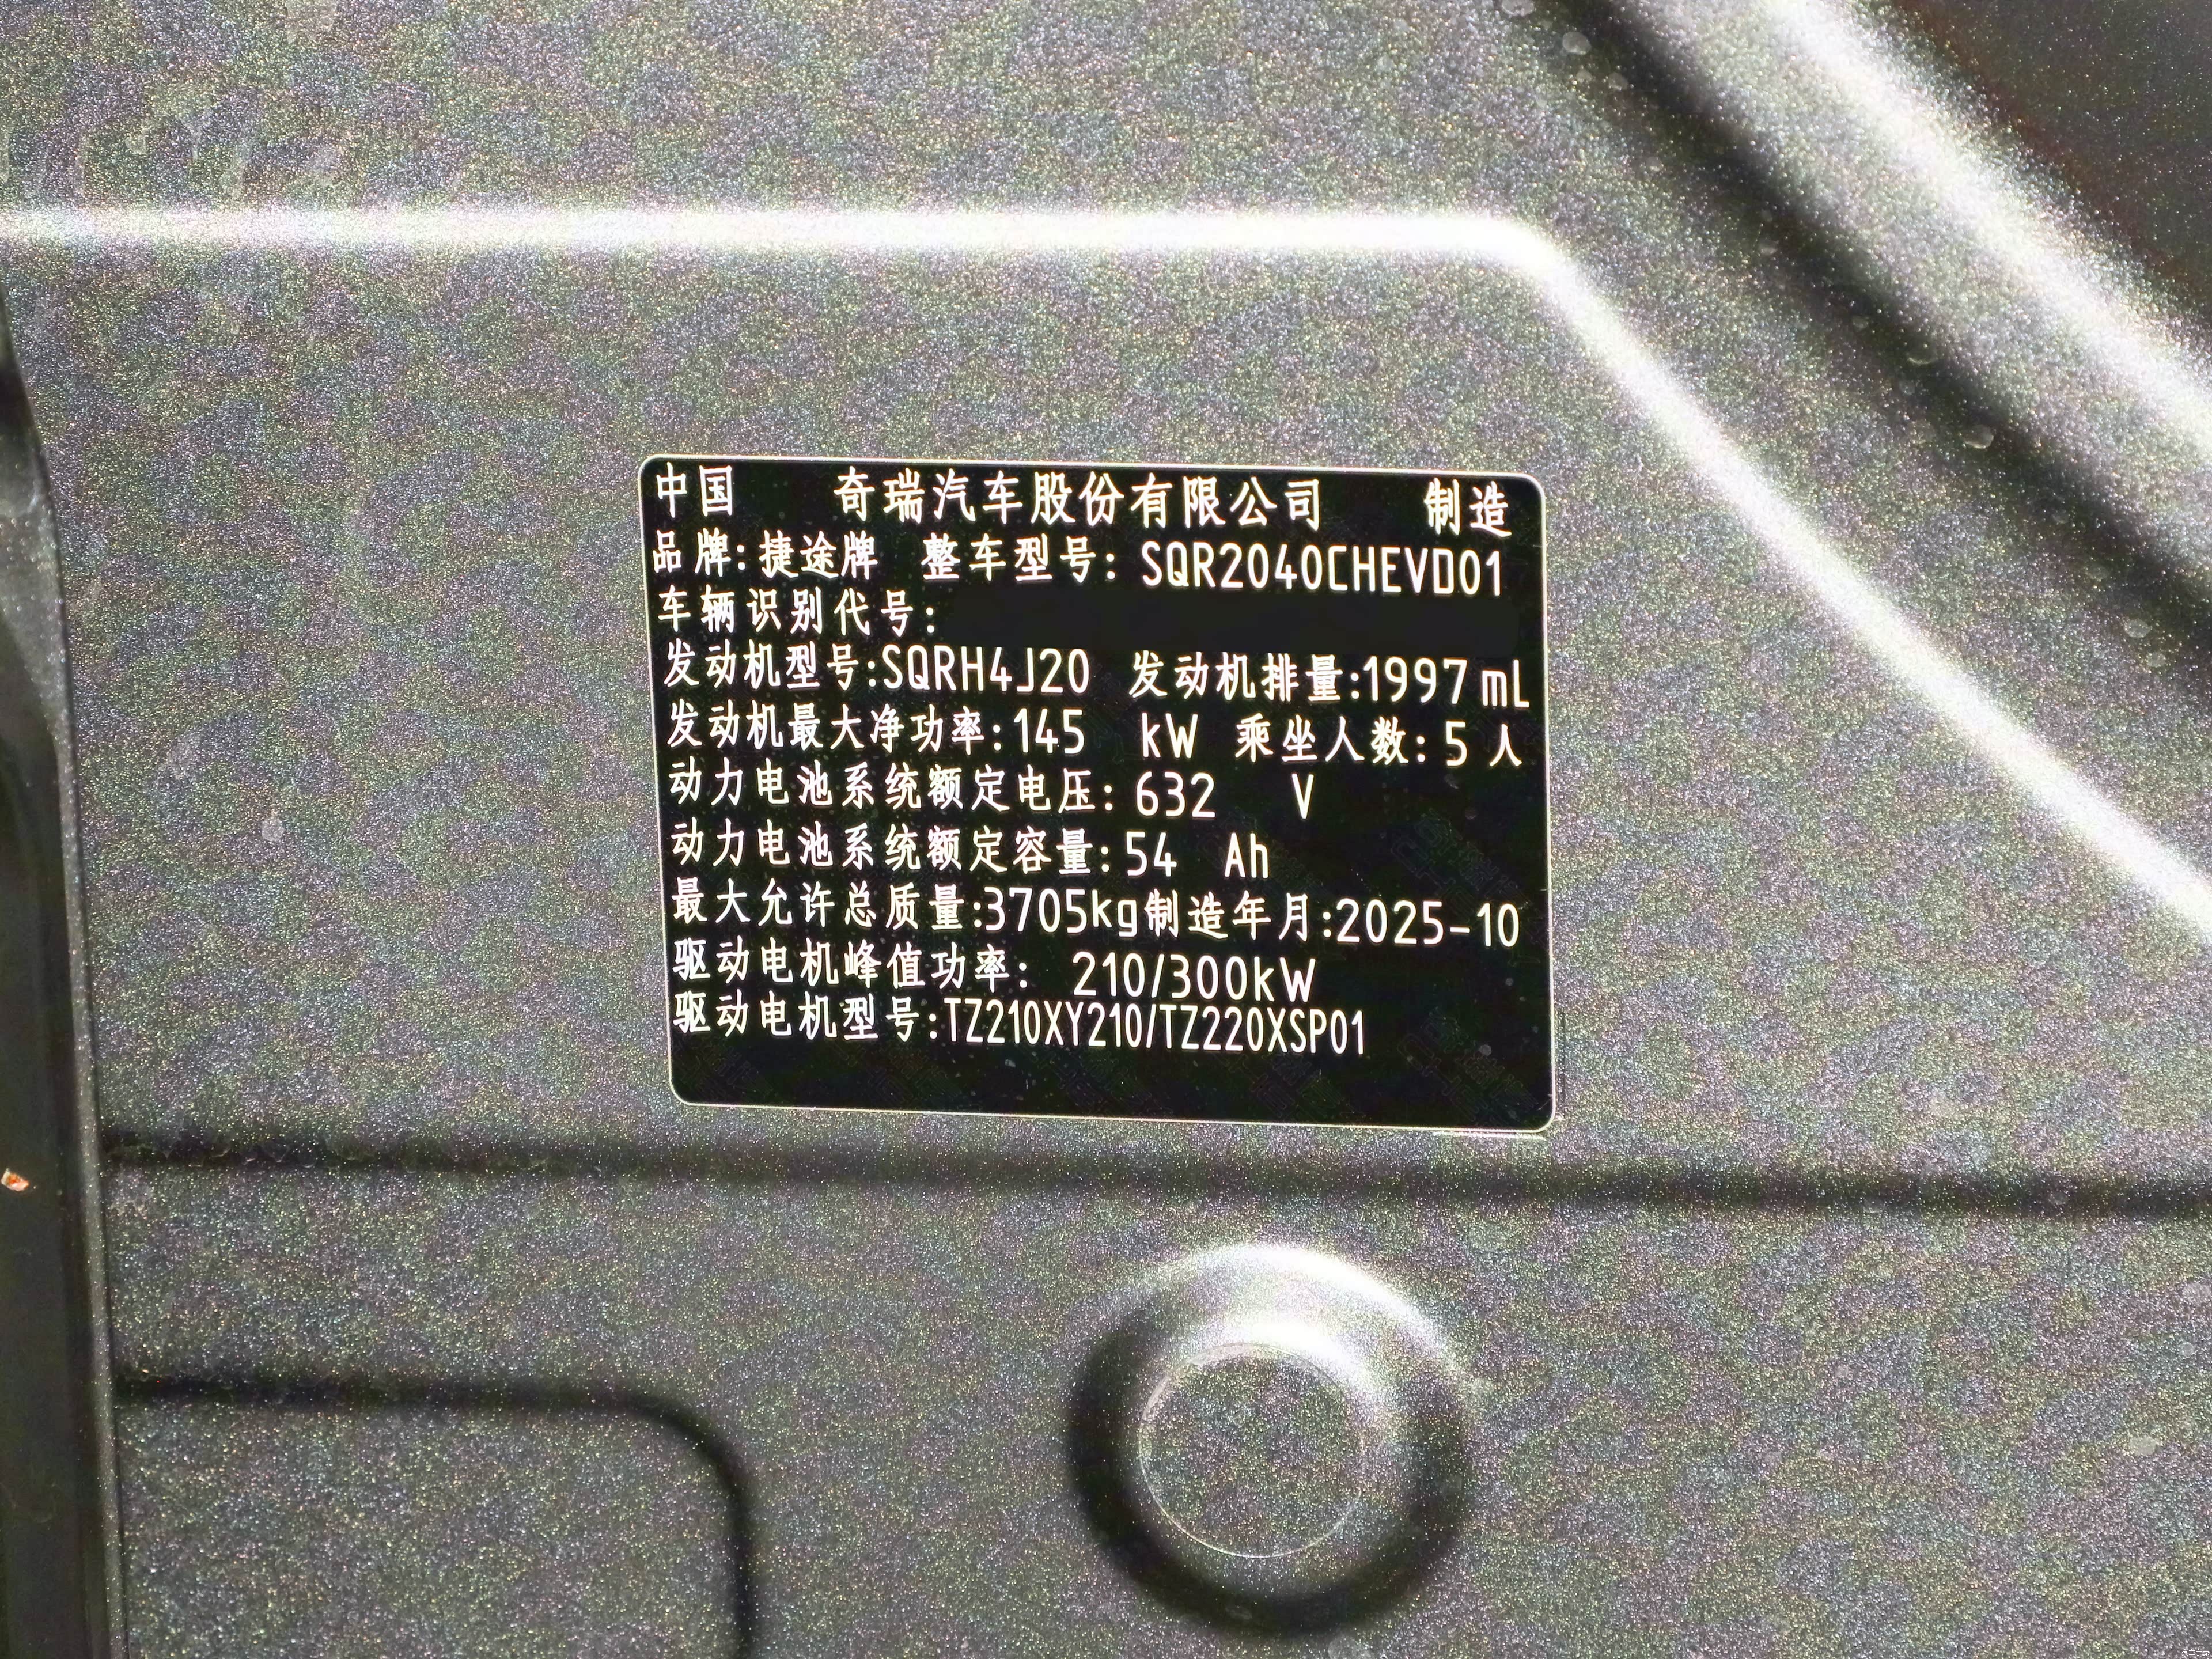 中国 奇瑞汽车股份有限公司 制造
品牌:捷途牌 整车型号: SQR2040CHEVD01
车辆识别代号:
发动机型号:SQRH4J20 发动机排量:1997 mL
发动机最大净功率:145 kW 乘坐人数:5 人
动力电池系统额定电压: 632 V
动力电池系统额定容量:54 Ah
最大允许总质量:3705kg制造年月:2025-10
驱动电机峰值功率: 210/300kW
驱动电机型号:TZ210XY210/TZ220XSP01